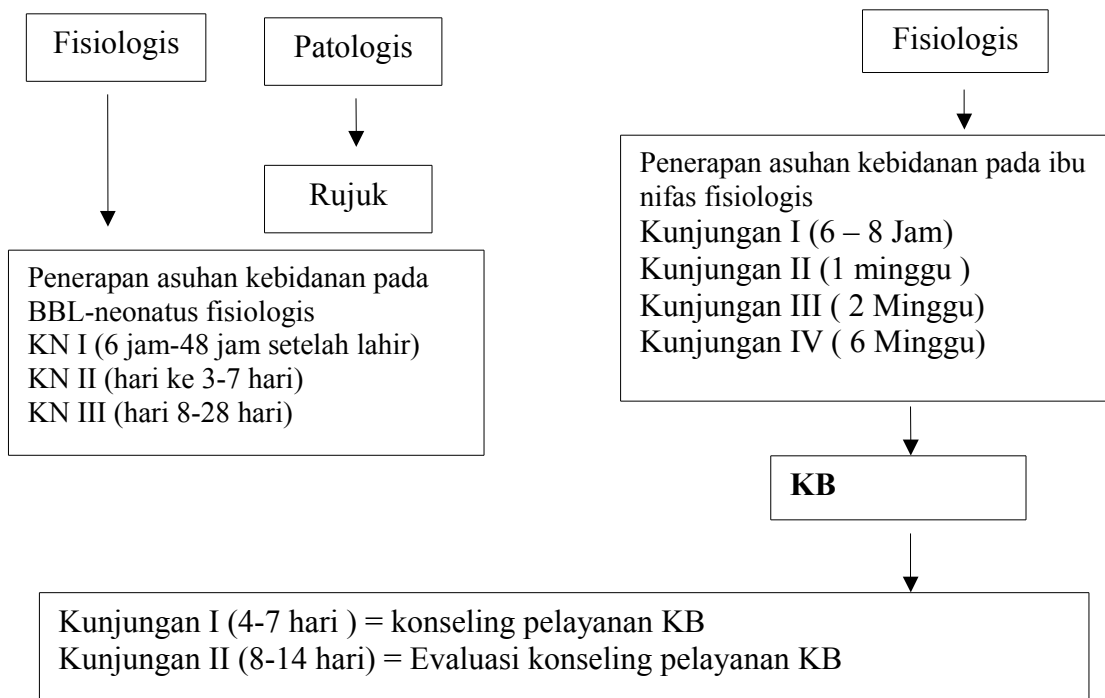 Fisiologis
Patologis
Rujuk
Penerapan asuhan kebidanan pada
BBL-neonatus fisiologis
KN I (6 jam-48 jam setelah lahir)
KN II (hari ke 3-7 hari)
KN III (hari 8-28 hari)
Fisiologis
Penerapan asuhan kebidanan pada ibu
nifas fisiologis
Kunjungan I (6 – 8 Jam)
Kunjungan II (1 minggu )
Kunjungan III ( 2 Minggu)
Kunjungan IV ( 6 Minggu)
KB
Kunjungan I (4-7 hari ) = konseling pelayanan KB
Kunjungan II (8-14 hari) = Evaluasi konseling pelayanan KB